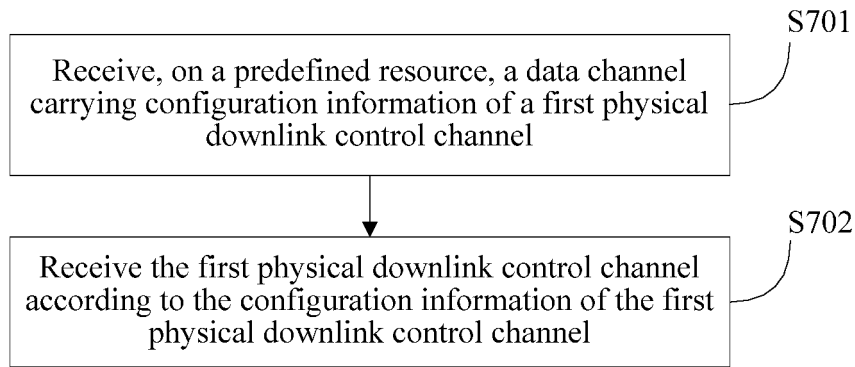 S701
Receive, on a predefined resource, a data channel
carrying configuration information of a first physical
downlink control channel
S702
Receive the first physical downlink control channel
according to the configuration information of the first
physical downlink control channel